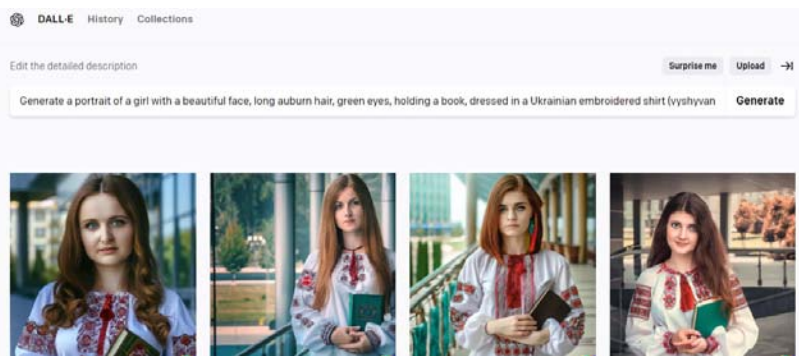 DALL·E History Collections
Edit the detailed description
Surprise me Upload
Generate a portrait of a girl with a beautiful face, long auburn hair, green eyes, holding a book, dressed in a Ukrainian embroidered shirt (vyshyvan
Generate